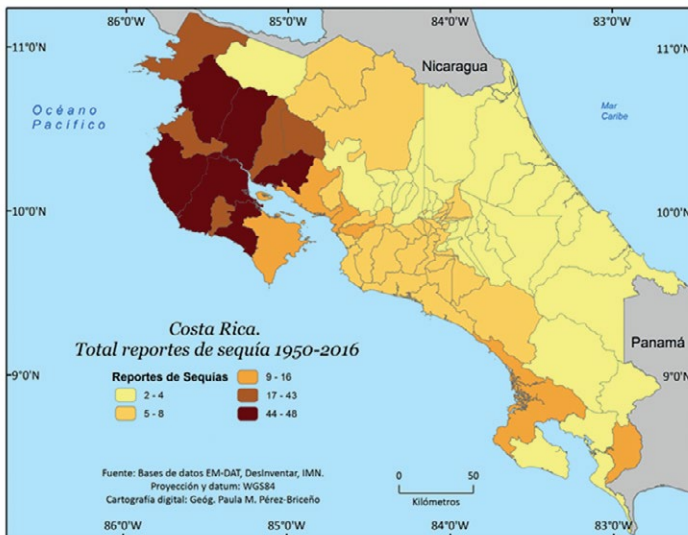 86°0'W 85°0'W 84°0'W 83°0'W
11°0'N 11°0'N
Nicaragua
Océano
Pacífico
Mar
Caribe
10°0'N 10°0'N
Costa Rica.
Total reportes de sequía 1950-2016
Panamá
Reportes de Sequías
2 - 4
5 - 8
9 - 16
17 - 43
44 - 48
9°0'N 9°0'N
Fuente: Bases de datos EM-DAT, DesInventar, IMN.
Proyección y datum: WGS84
Cartografía digital: Geóg. Paula M. Pérez-Briceño
0 50
Kilómetros
86°0'W 85°0'W 84°0'W 83°0'W